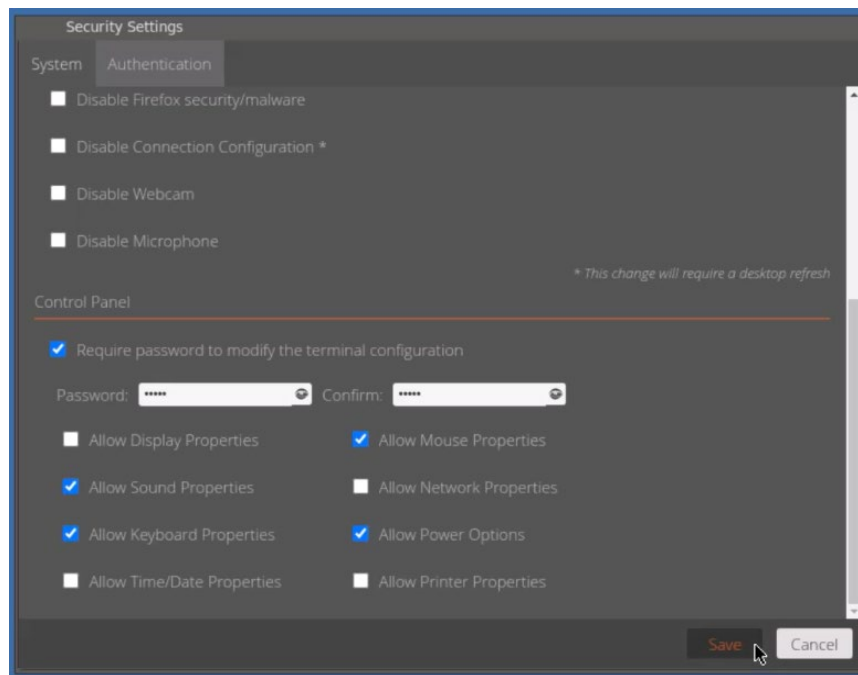 Security Settings
System Authentication
Disable Firefox security/malware
Disable Connection Configuration *
Disable Webcam
Disable Microphone
* This change will require a desktop refresh
Control Panel
Require password to modify the terminal configuration
Password: ••••• Confirm: •••••
Allow Display Properties Allow Mouse Properties
Allow Sound Properties Allow Network Properties
Allow Keyboard Properties Allow Power Options
Allow Time/Date Properties Allow Printer Properties
Save Cancel